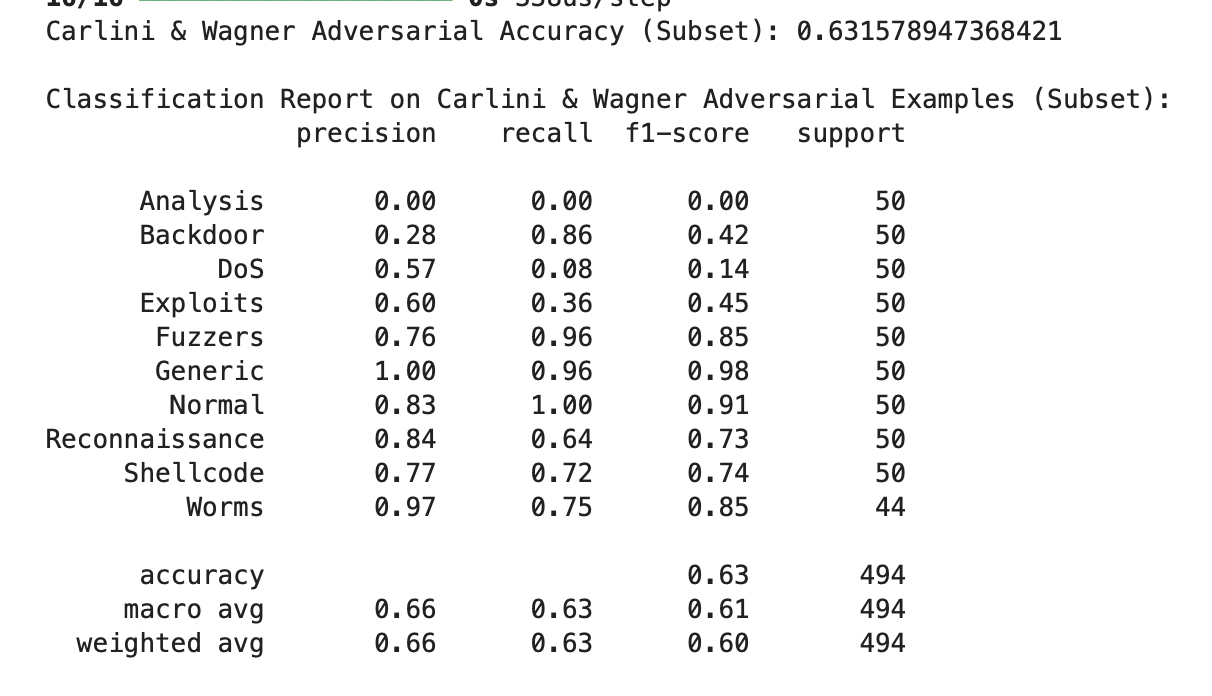 16/16 0s 538us/step
Carlini & Wagner Adversarial Accuracy (Subset): 0.631578947368421
Classification Report on Carlini & Wagner Adversarial Examples (Subset):
precision recall f1-score support
Analysis 0.00 0.00 0.00 50
Backdoor 0.28 0.86 0.42 50
DoS 0.57 0.08 0.14 50
Exploits 0.60 0.36 0.45 50
Fuzzers 0.76 0.96 0.85 50
Generic 1.00 0.96 0.98 50
Normal 0.83 1.00 0.91 50
Reconnaissance 0.84 0.64 0.73 50
Shellcode 0.77 0.72 0.74 50
Worms 0.97 0.75 0.85 44
accuracy 0.63 494
macro avg 0.66 0.63 0.61 494
weighted avg 0.66 0.63 0.60 494